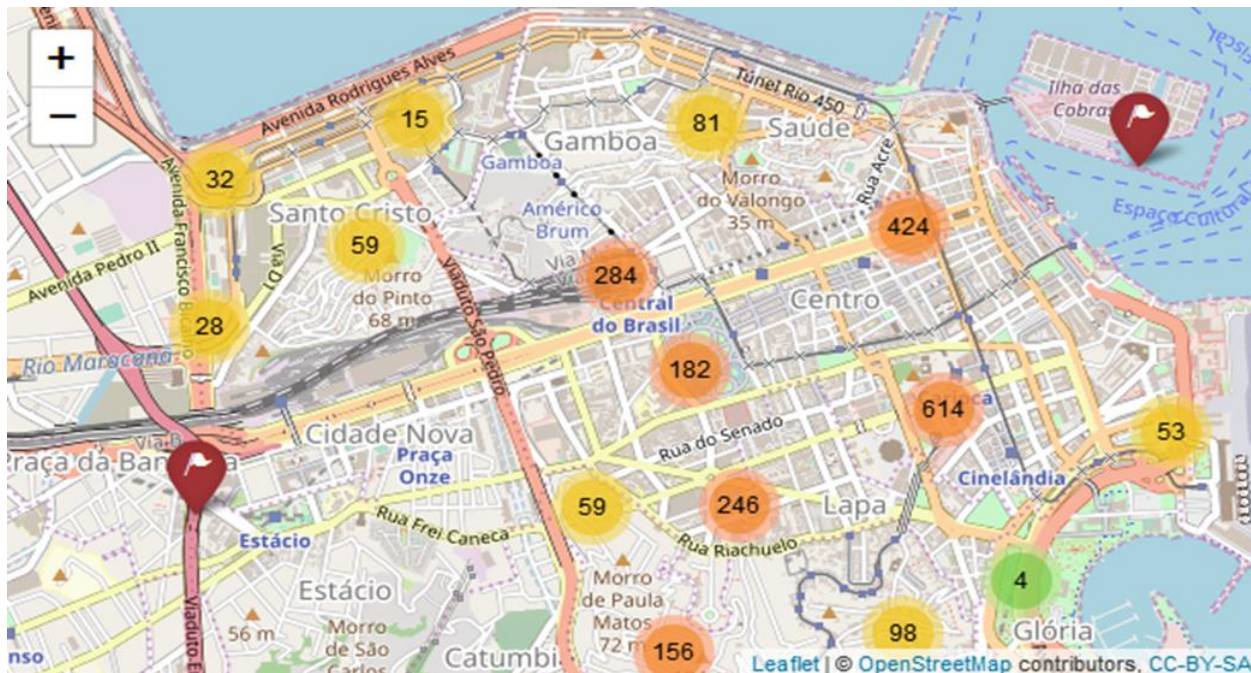 +
−
Avenida Rodrigues Alves
15
81
Túnel Rio 450
Saúde
Ilha das
Cobras
Gamboa
Gamboa
32
Avenida Francisco
Santo Cristo
59
Américo
Brum
Morro
do Valongo
35 m
Rua Acre
424
Espaço Cultural
Avenida Pedro II
Via D1
Morro
do Pinto
68 m
Viaduto São Pedro
284
Central
do Brasil
Centro
28
Rio Maracanã
182
614
53
Cidade Nova
Praça
Onze
Rua do Senado
Cinelândia
59
246
Lapa
Rua Frei Caneca
Rua Riachuelo
Estácio
Estácio
56 m
Morro
de São
Carlos
Viaduto
Morro
de Paula
Matos
72 m
4
Glória
98
156
Catumbi
Leaflet | © OpenStreetMap contributors, CC-BY-SA